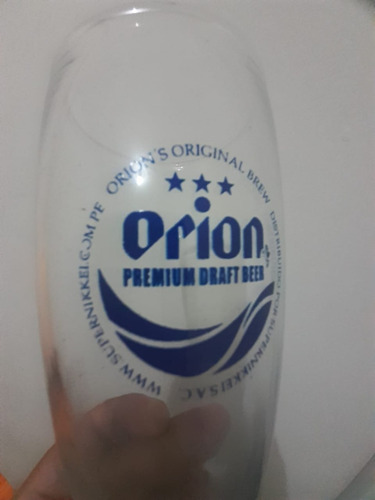 ORION'S ORIGINAL BREW
Orion
PREMIUM DRAFT BEER
DISTRIBUIDO POR SUPERNIKKEI S.A.C.
WWW.SUPERNIKKEI.COM.PE